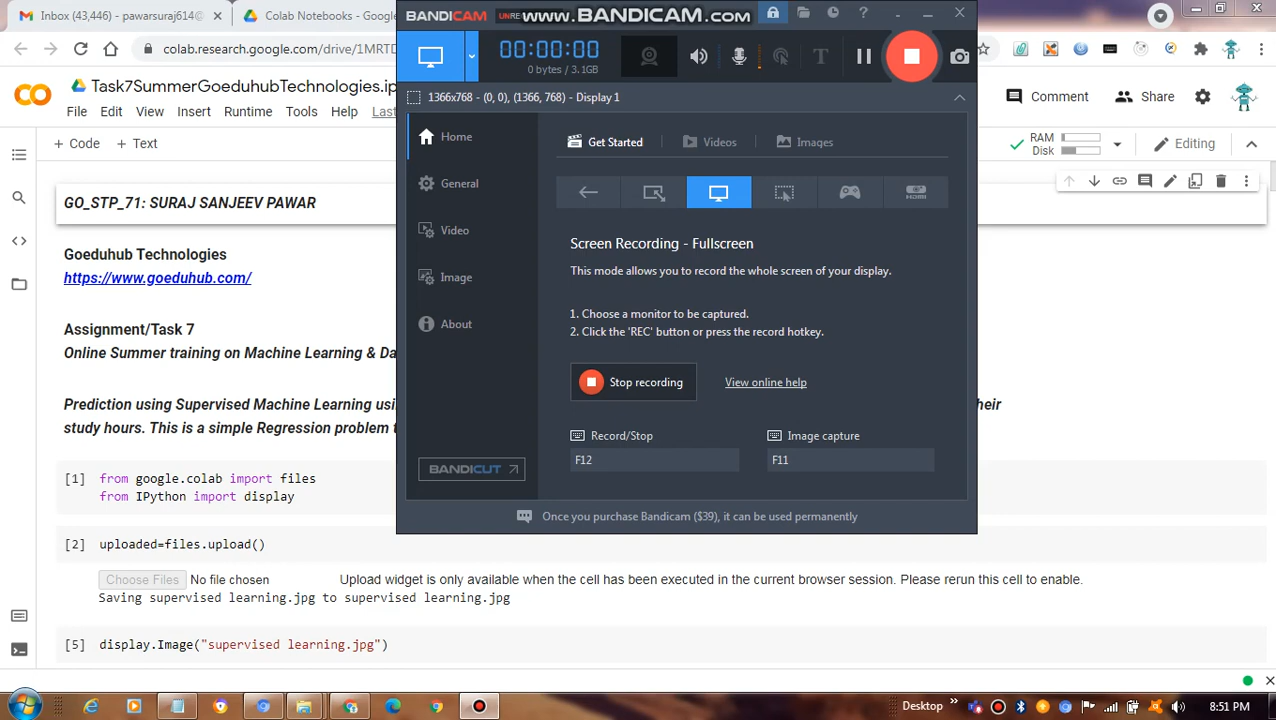 Inbox (43,446) - pawarsuraj614@
Colab Notebooks - Google
colab.research.google.com/drive/1MRTD
BANDICAM UNRE www.BANDICAM.com
00:00:00
0 bytes / 3.1GB
1366x768 - (0, 0), (1366, 768) - Display 1
Task7SummerGoeduhubTechnologies.ip
File Edit View Insert Runtime Tools Help Last
Comment Share
+ Code + Text
RAM
Disk
Editing
Home
General
Video
Image
About
BANDICUT
Get Started Videos Images
HDMI
Screen Recording - Fullscreen
This mode allows you to record the whole screen of your display.
1. Choose a monitor to be captured.
2. Click the 'REC' button or press the record hotkey.
Stop recording View online help
Record/Stop Image capture
F12 F11
Once you purchase Bandicam ($39), it can be used permanently
GO_STP_71: SURAJ SANJEEV PAWAR
Goeduhub Technologies
https://www.goeduhub.com/
Assignment/Task 7
Online Summer training on Machine Learning & Da
Prediction using Supervised Machine Learning usi heir
study hours. This is a simple Regression problem t
[1] from google.colab import files
from IPython import display
[2] uploaded=files.upload()
Choose Files No file chosen Upload widget is only available when the cell has been executed in the current browser session. Please rerun this cell to enable.
Saving supervised learning.jpg to supervised learning.jpg
[5] display.Image("supervised learning.jpg")
Desktop 8:51 PM